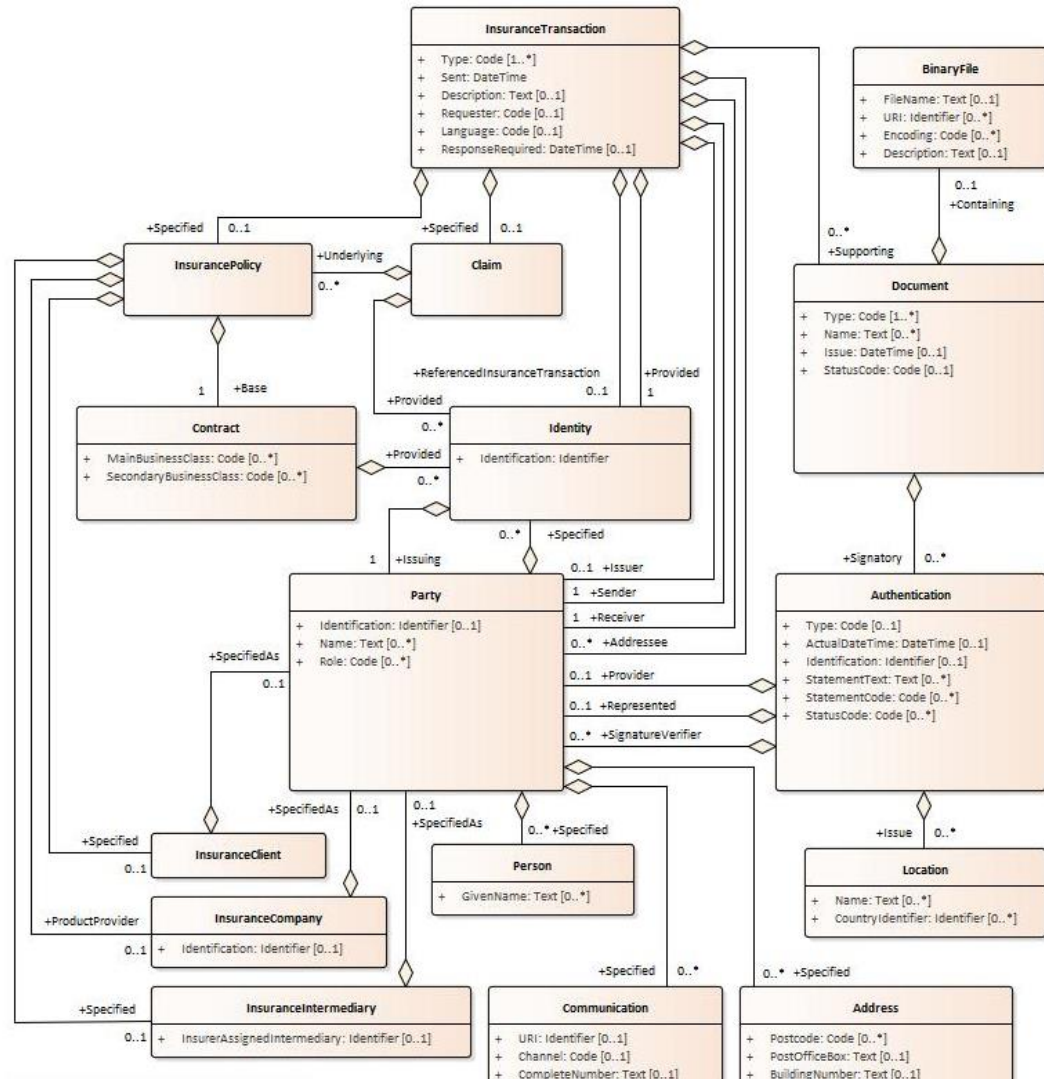 InsuranceTransaction
+ Type: Code [1..*]
+ Sent: DateTime
+ Description: Text [0..1]
+ Requester: Code [0..1]
+ Language: Code [0..1]
+ ResponseRequired: DateTime [0..1]
BinaryFile
+ FileName: Text [0..1]
+ URI: Identifier [0..*]
+ Encoding: Code [0..*]
+ Description: Text [0..1]
0..1
+Containing
+Specified 0..1
+Specified 0..1
0..*
+Supporting
InsurancePolicy
+Underlying
0..*
Claim
Document
+ Type: Code [1..*]
+ Name: Text [0..*]
+ Issue: DateTime [0..1]
+ StatusCode: Code [0..1]
+ReferencedInsuranceTransaction
0..1
+Provided
1
1 +Base
+Provided
0..*
Contract
+ MainBusinessClass: Code [0..*]
+ SecondaryBusinessClass: Code [0..*]
+Provided
0..*
Identity
+ Identification: Identifier
0..* +Specified
1 +Issuing
+Signatory 0..*
Party
+ Identification: Identifier [0..1]
+ Name: Text [0..*]
+ Role: Code [0..*]
0..1 +Issuer
1 +Sender
1 +Receiver
0..* +Addressee
0..1 +Provider
0..1 +Represented
0..* +SignatureVerifier
Authentication
+ Type: Code [0..1]
+ ActualDateTime: DateTime [0..1]
+ Identification: Identifier [0..1]
+ StatementText: Text [0..*]
+ StatementCode: Code [0..*]
+ StatusCode: Code [0..*]
+SpecifiedAs
0..1
+SpecifiedAs 0..1
0..1
+SpecifiedAs
0..* +Specified
+Issue 0..*
+Specified
0..1
InsuranceClient
Person
+ GivenName: Text [0..*]
Location
+ Name: Text [0..*]
+ CountryIdentifier: Identifier [0..*]
+ProductProvider
0..1
InsuranceCompany
+ Identification: Identifier [0..1]
+Specified 0..*
0..* +Specified
+Specified
0..1
InsuranceIntermediary
+ InsurerAssignedIntermediary: Identifier [0..1]
Communication
+ URI: Identifier [0..1]
+ Channel: Code [0..1]
+ CompleteNumber: Text [0..1]
Address
+ Postcode: Code [0..*]
+ PostOfficeBox: Text [0..1]
+ BuildingNumber: Text [0..1]